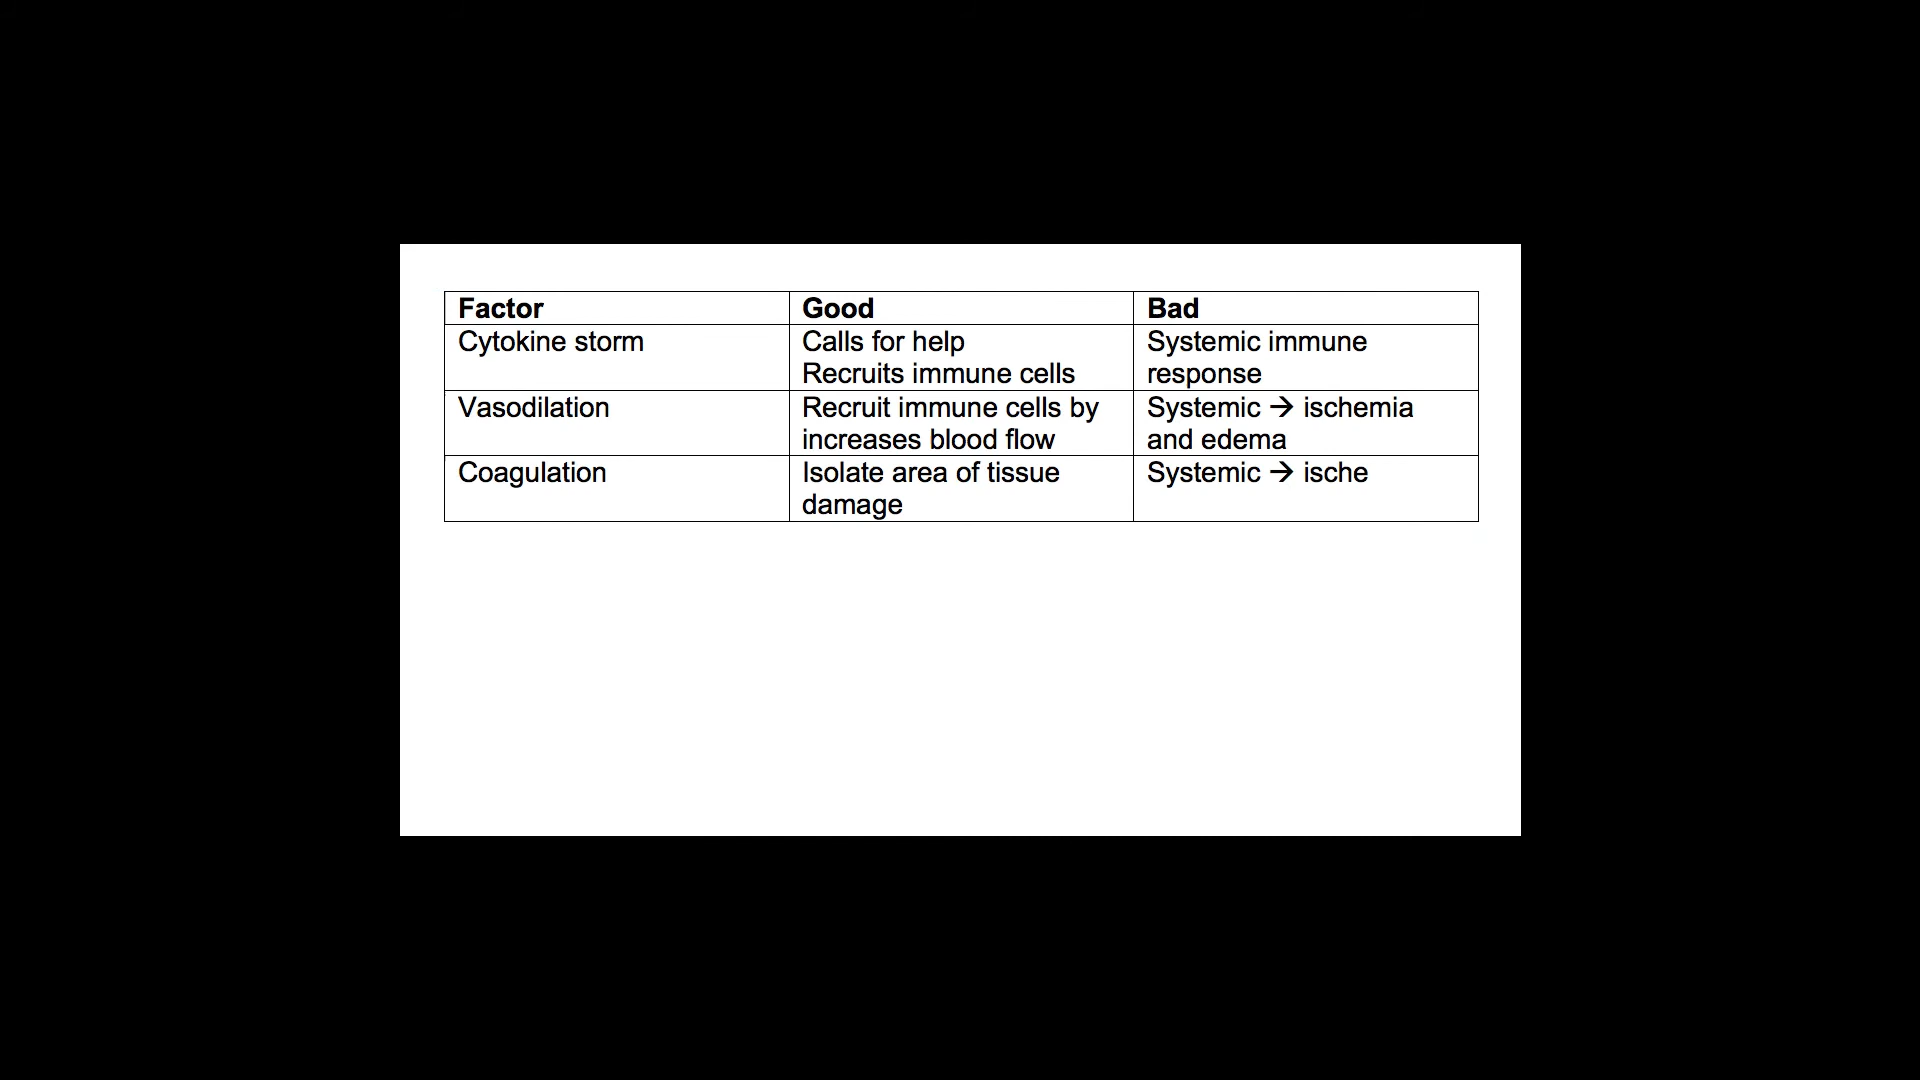 Factor Good Bad
Cytokine storm Calls for help Systemic immune
Recruits immune cells response
Vasodilation Recruit immune cells by Systemic → ischemia
increases blood flow and edema
Coagulation Isolate area of tissue Systemic → ische
damage